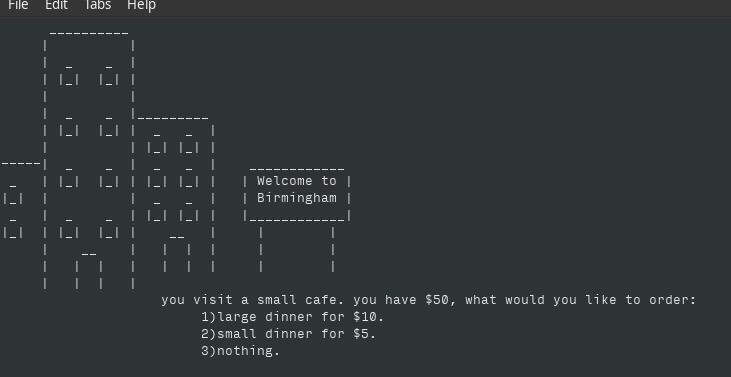 File Edit Tabs Help
Welcome to
Birmingham
you visit a small cafe. you have $50, what would you like to order:
1)large dinner for $10.
2)small dinner for $5.
3)nothing.